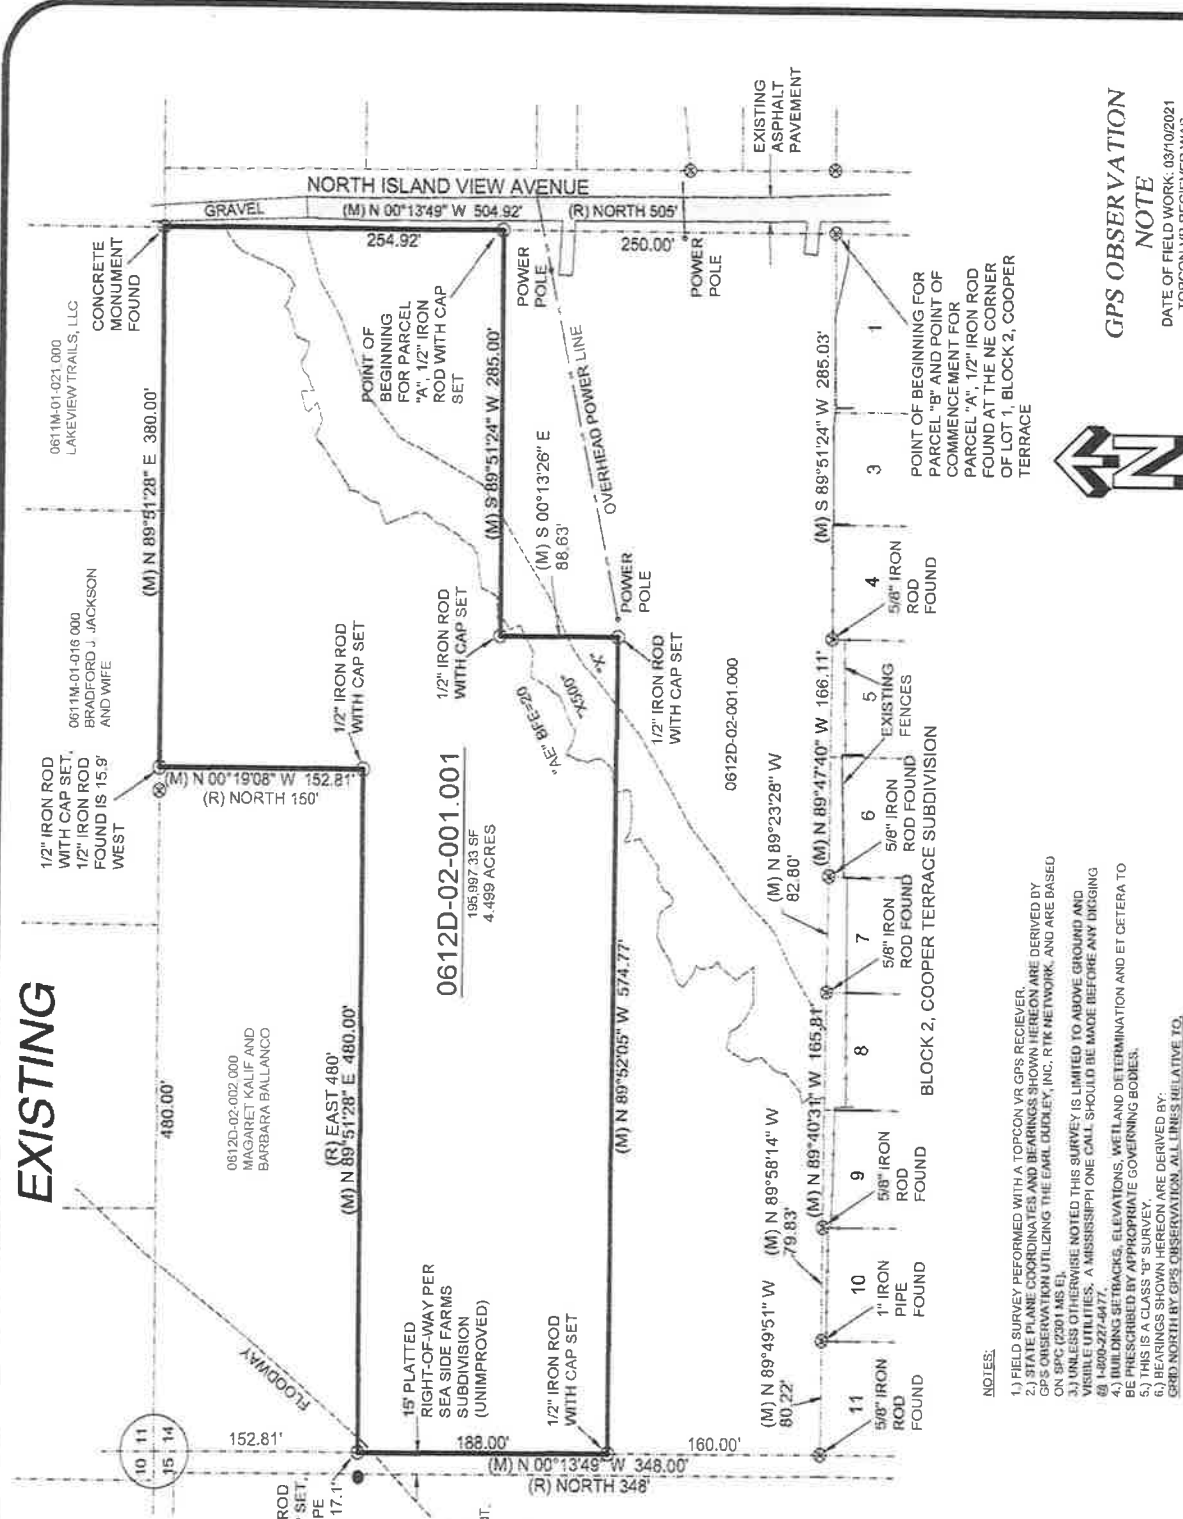 EXISTING
0611M-01-021.000
LAKEVIEW TRAILS, LLC
CONCRETE
MONUMENT
FOUND
0611M-01-016.000
BRADFORD J. JACKSON
AND WIFE
(M) N 89°51'28" E 380.00'
1/2" IRON ROD
WITH CAP SET,
1/2" IRON ROD
FOUND IS 15.9'
WEST
(M) N 00°19'08" W 152.81'
(R) NORTH 150'
1/2" IRON ROD
WITH CAP SET
480.00'
0612D-02-002.000
MAGARET KALIF AND
BARBARA BALLANCO
(R) EAST 480'
(M) N 89°51'28" E 480.00'
FLOODWAY
10 11
15 14
152.81'
ROD
SET,
PE
17.1'
15' PLATTED
RIGHT-OF-WAY PER
SEA SIDE FARMS
SUBDIVISION
(UNIMPROVED)
1/2" IRON ROD
WITH CAP SET
188.00'
160.00'
(M) N 00°13'49" W 348.00'
(R) NORTH 348'
NORTH ISLAND VIEW AVENUE
GRAVEL
(M) N 00°13'49" W 504.92'
(R) NORTH 505'
254.92'
250.00'
EXISTING
ASPHALT
PAVEMENT
POWER
POLE
POWER
POLE
POINT OF
BEGINNING
FOR PARCEL
"A", 1/2" IRON
ROD WITH CAP
SET
(M) S 89°51'24" W 285.00'
OVERHEAD POWER LINE
(M) S 00°13'26" E
88.63'
POWER
POLE
1/2" IRON ROD
WITH CAP SET
1/2" IRON ROD
WITH CAP SET
"AE" BFE=20
"X500"
"X"
0612D-02-001.001
195,997.33 SF
4.499 ACRES
(M) N 89°52'05" W 574.77'
0612D-02-001.000
(M) S 89°51'24" W 285.03'
(M) N 89°47'40" W 166.11'
(M) N 89°23'28" W
82.80'
(M) N 89°40'31" W 165.81'
(M) N 89°58'14" W
79.83'
(M) N 89°49'51" W
80.22'
1
3
4
5
6
7
8
9
10
11
POINT OF BEGINNING FOR
PARCEL "B" AND POINT OF
COMMENCEMENT FOR
PARCEL "A", 1/2" IRON ROD
FOUND AT THE NE CORNER
OF LOT 1, BLOCK 2, COOPER
TERRACE
5/8" IRON
ROD
FOUND
EXISTING
FENCES
5/8" IRON
ROD FOUND
5/8" IRON
ROD FOUND
5/8" IRON
ROD
FOUND
1" IRON
PIPE
FOUND
5/8" IRON
ROD
FOUND
BLOCK 2, COOPER TERRACE SUBDIVISION
N
GPS OBSERVATION
NOTE
DATE OF FIELD WORK: 03/10/2021
NOTES:
1.) FIELD SURVEY PEFORMED WITH A TOPCON VR GPS RECIEVER.
2.) STATE PLANE COORDINATES AND BEARINGS SHOWN HEREON ARE DERIVED BY
GPS OBSERVATION UTILIZING THE EARL DUDLEY, INC. RTK NETWORK, AND ARE BASED
ON SPC (2301 MS E).
3.) UNLESS OTHERWISE NOTED THIS SURVEY IS LIMITED TO ABOVE GROUND AND
VISIBLE UTILITIES. A MISSISSIPPI ONE CALL SHOULD BE MADE BEFORE ANY DIGGING
@ 1-800-227-6477.
4.) BUILDING SETBACKS, ELEVATIONS, WETLAND DETERMINATION AND ET CETERA TO
BE PRESCRIBED BY APPROPRIATE GOVERNING BODIES.
5.) THIS IS A CLASS "B" SURVEY.
6.) BEARINGS SHOWN HEREON ARE DERIVED BY:
GRID NORTH BY GPS OBSERVATION, ALL LINES RELATIVE TO.